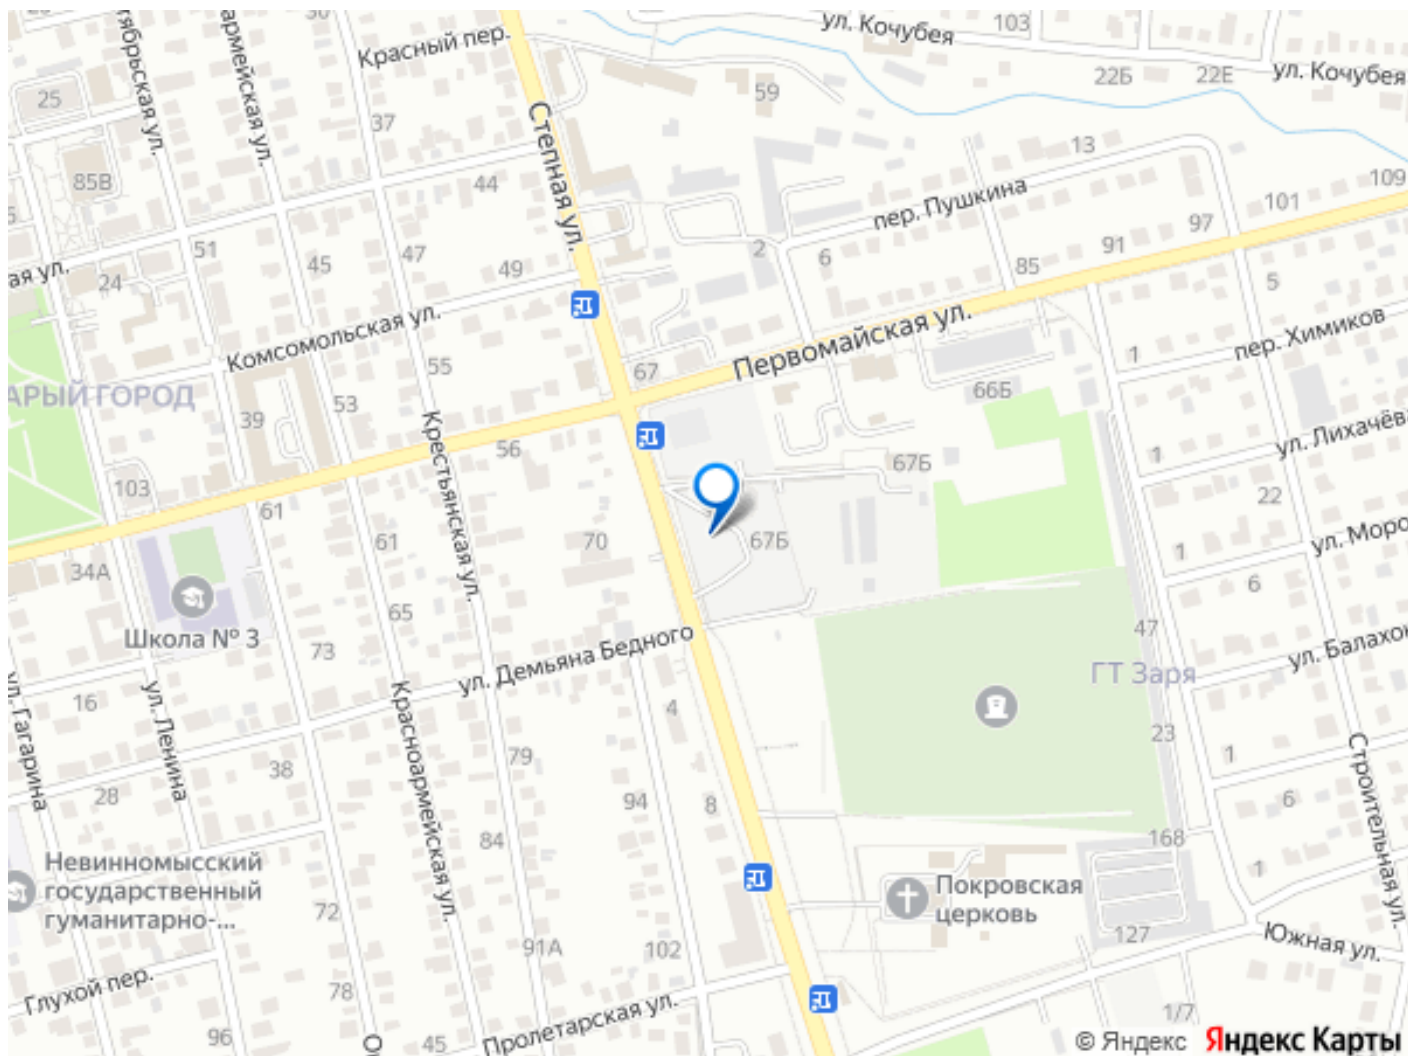 Красный пер.
ул. Кочубея
103
ул. Кочубея
22Б
22Е
59
25
37
Степная ул.
13
85В
44
пер. Пушкина
109
101
97
51
47
45
49
2
6
91
85
5
24
Комсомольская ул.
Первомайская ул.
пер. Химиков
1
55
67
66Б
39
53
56
Крестьянская ул.
ул. Лихачёва
67Б
1
103
61
22
34А
61
70
67Б
1
6
Школа № 3
65
73
ул. Демьяна Бедного
47
ГТ Заря
16
ул. Гагарина
ул. Ленина
Красноармейская ул.
4
79
23
1
38
28
94
8
Строительная ул.
6
84
168
1
Невинномысский
государственный
гуманитарно-...
72
Покровская
церковь
91А
102
127
Южная ул.
Глухой пер.
78
96
45
Пролетарская ул.
1/7
© Яндекс Яндекс Карты